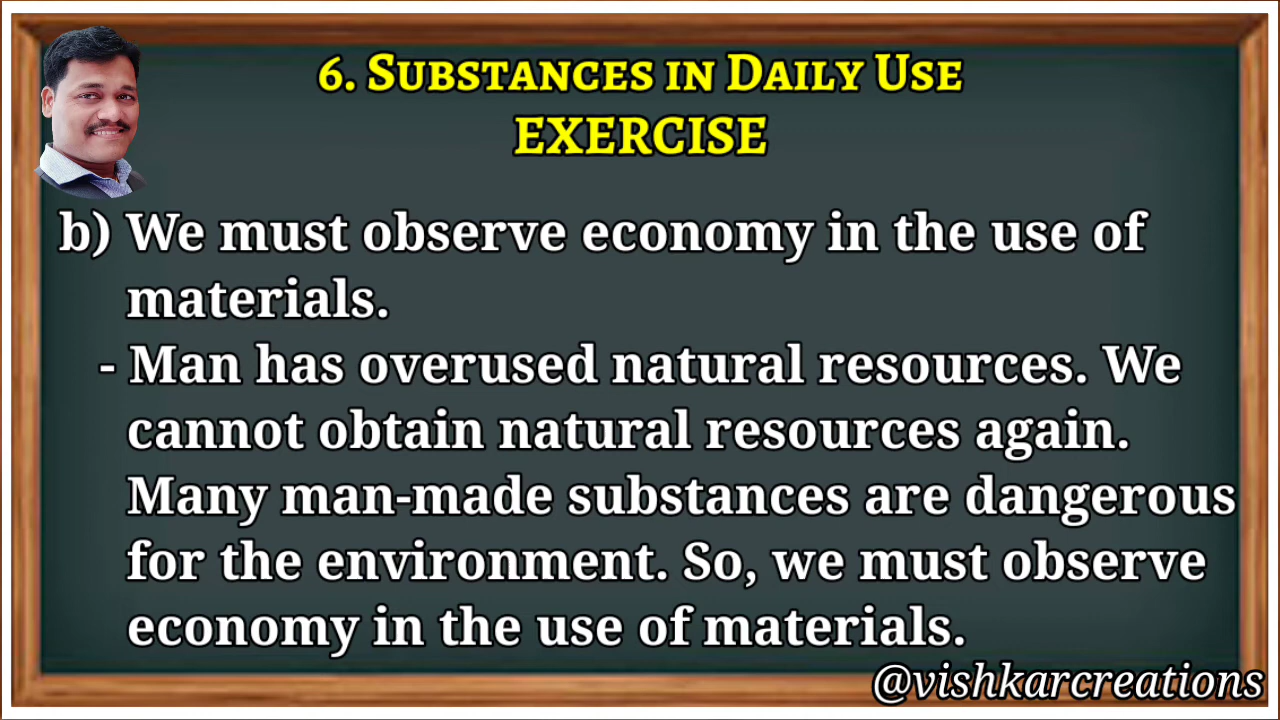 6. Substances in Daily Use
EXERCISE
b) We must observe economy in the use of
materials.
- Man has overused natural resources. We
cannot obtain natural resources again.
Many man-made substances are dangerous
for the environment. So, we must observe
economy in the use of materials.
@vishkarcreations